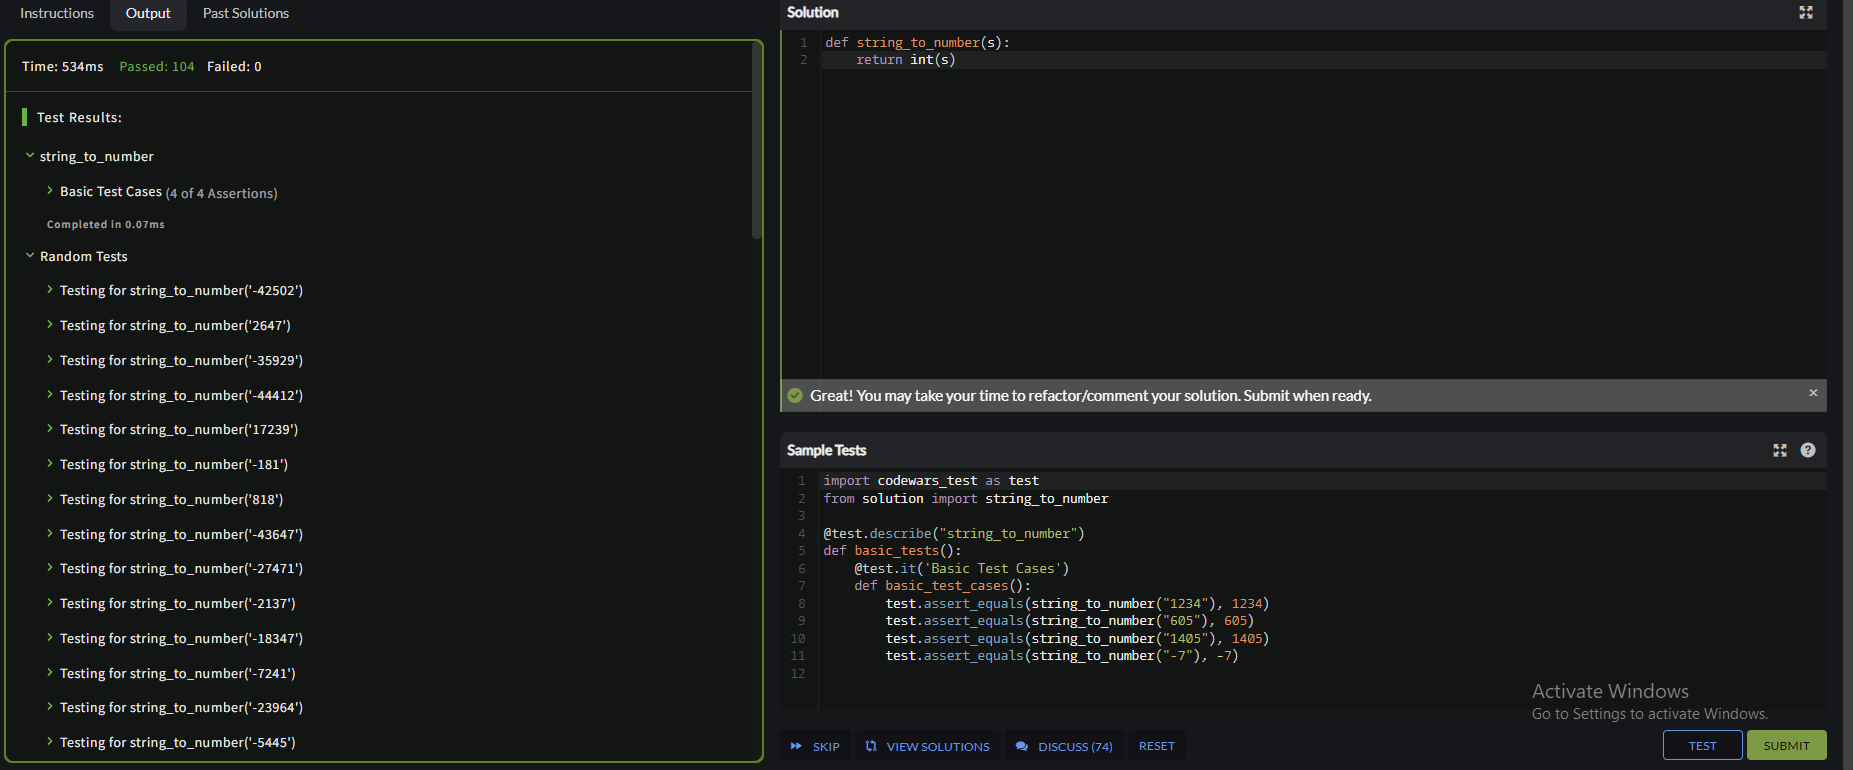 Instructions Output Past Solutions
Time: 534ms Passed: 104 Failed: 0
Test Results:
string_to_number
Basic Test Cases (4 of 4 Assertions)
Completed in 0.07ms
Random Tests
Testing for string_to_number('-42502')
Testing for string_to_number('2647')
Testing for string_to_number('-35929')
Testing for string_to_number('-44412')
Testing for string_to_number('17239')
Testing for string_to_number('-181')
Testing for string_to_number('818')
Testing for string_to_number('-43647')
Testing for string_to_number('-27471')
Testing for string_to_number('-2137')
Testing for string_to_number('-18347')
Testing for string_to_number('-7241')
Testing for string_to_number('-23964')
Testing for string_to_number('-5445')
Solution
1 def string_to_number(s):
2     return int(s)
Great! You may take your time to refactor/comment your solution. Submit when ready. ×
Sample Tests ?
1 import codewars_test as test
2 from solution import string_to_number
3
4 @test.describe("string_to_number")
5 def basic_tests():
6     @test.it('Basic Test Cases')
7     def basic_test_cases():
8         test.assert_equals(string_to_number("1234"), 1234)
9         test.assert_equals(string_to_number("605"), 605)
10         test.assert_equals(string_to_number("1405"), 1405)
11         test.assert_equals(string_to_number("-7"), -7)
12
Activate Windows
Go to Settings to activate Windows.
SKIP VIEW SOLUTIONS DISCUSS (74) RESET TEST SUBMIT